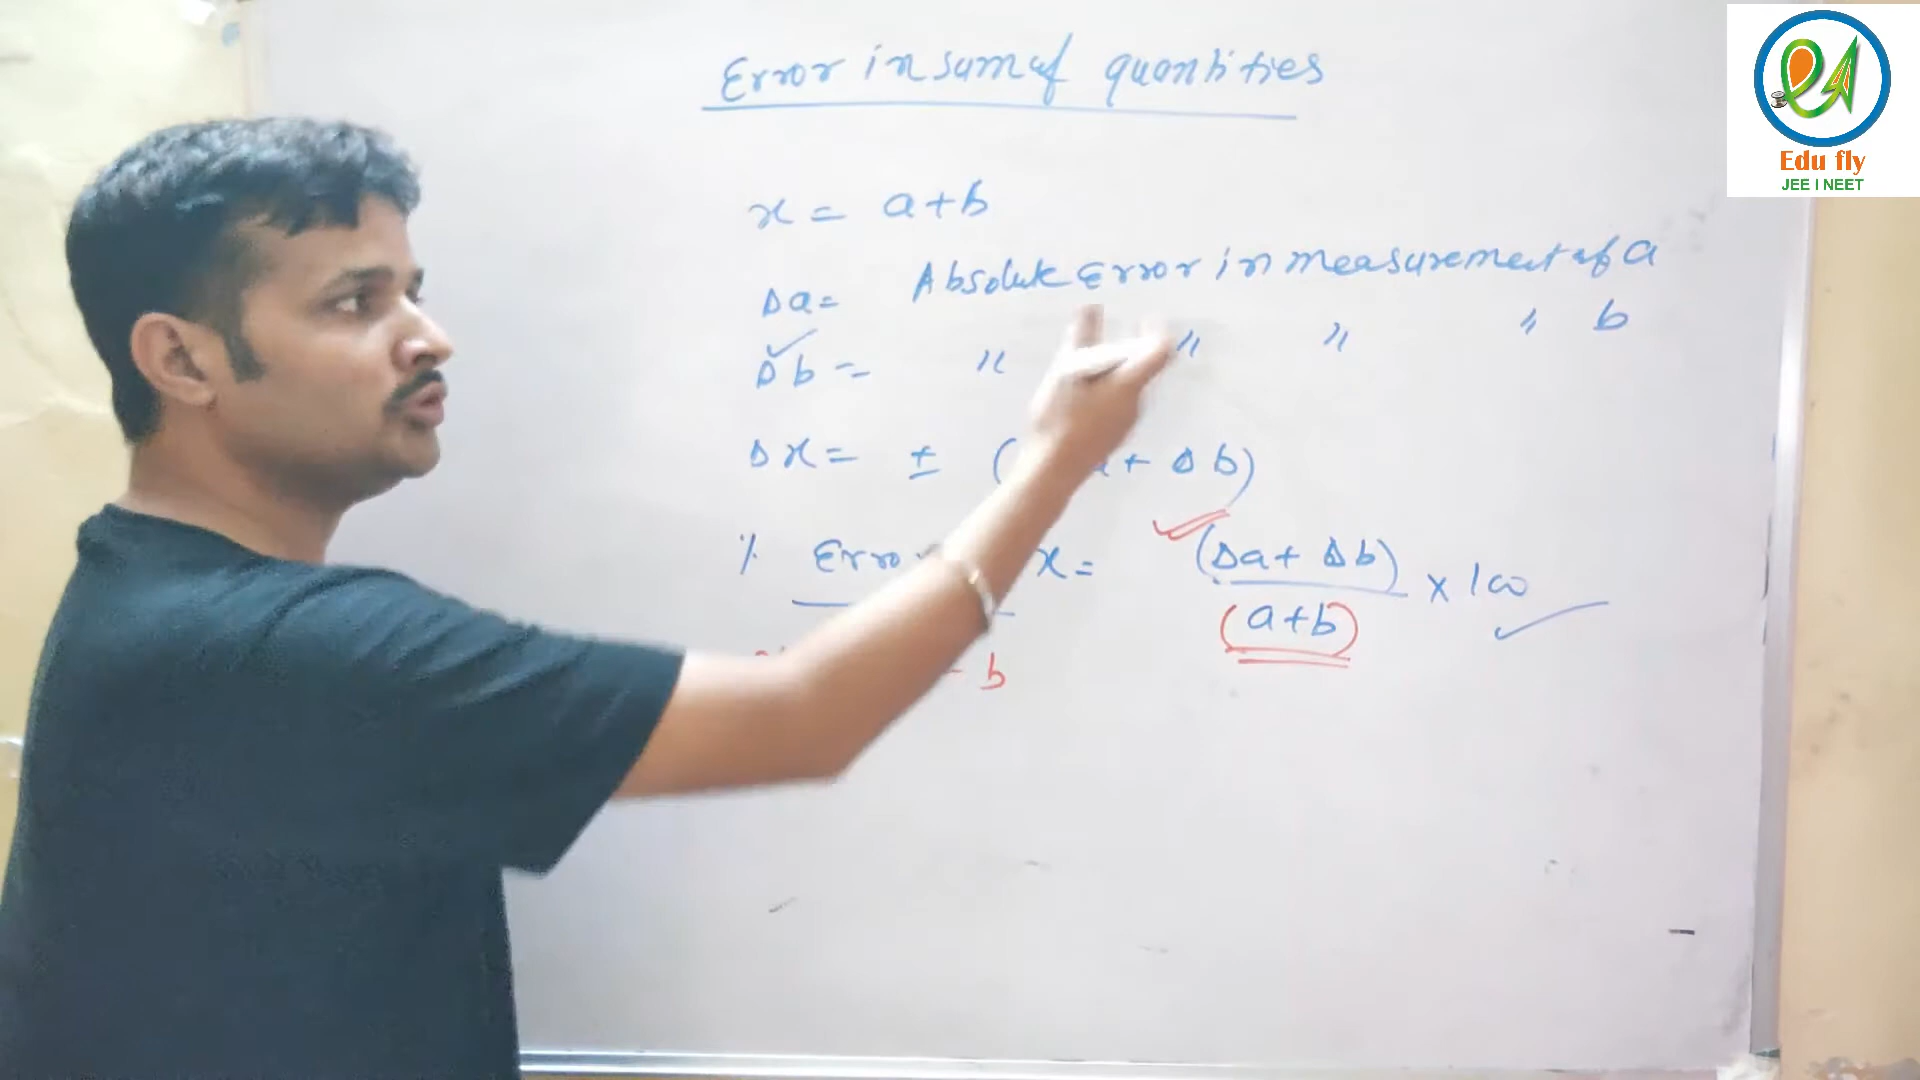 Error in sum of quantities
x = a+b
Δa = Absolute Error in measurement of a
Δb = " " " " b
Δx = ± ( + Δb)
% x = (Δa + Δb) / (a+b) × 100
b
Edu fly
JEE I NEET